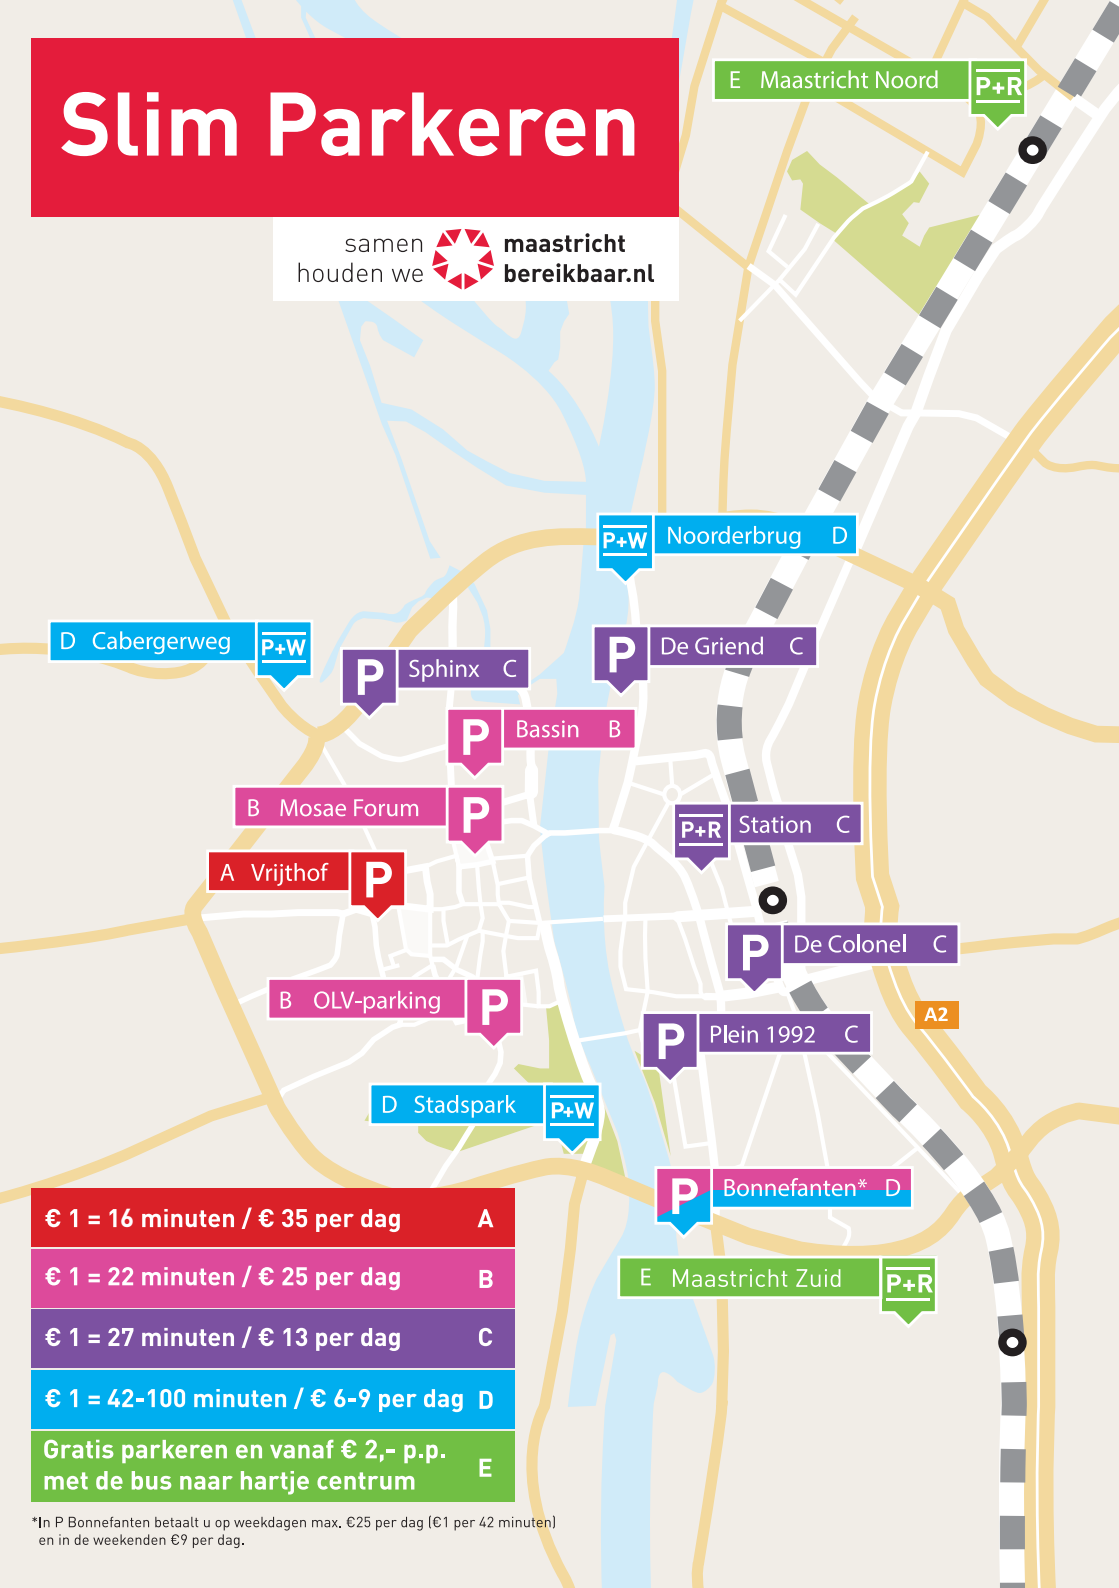 Slim Parkeren
samen
houden we
maastricht
bereikbaar.nl
E Maastricht Noord P+R
P+W Noorderbrug D
D Cabergerweg P+W
P De Griend C
P Sphinx C
P Bassin B
B Mosae Forum P
P+R Station C
A Vrijthof P
P De Colonel C
B OLV-parking P
A2
P Plein 1992 C
D Stadspark P+W
P Bonnefanten* D
E Maastricht Zuid P+R
€ 1 = 16 minuten / € 35 per dag A
€ 1 = 22 minuten / € 25 per dag B
€ 1 = 27 minuten / € 13 per dag C
€ 1 = 42-100 minuten / € 6-9 per dag D
Gratis parkeren en vanaf € 2,- p.p.
met de bus naar hartje centrum E
*In P Bonnefanten betaalt u op weekdagen max. €25 per dag (€1 per 42 minuten)
en in de weekenden €9 per dag.